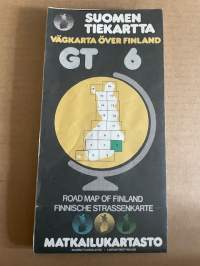 SUOMEN
TIEKARTTA
VÄGKARTA ÖVER FINLAND
GT 6
ROAD MAP OF FINLAND
FINNISCHE STRASSENKARTE
MATKAILUKARTASTO